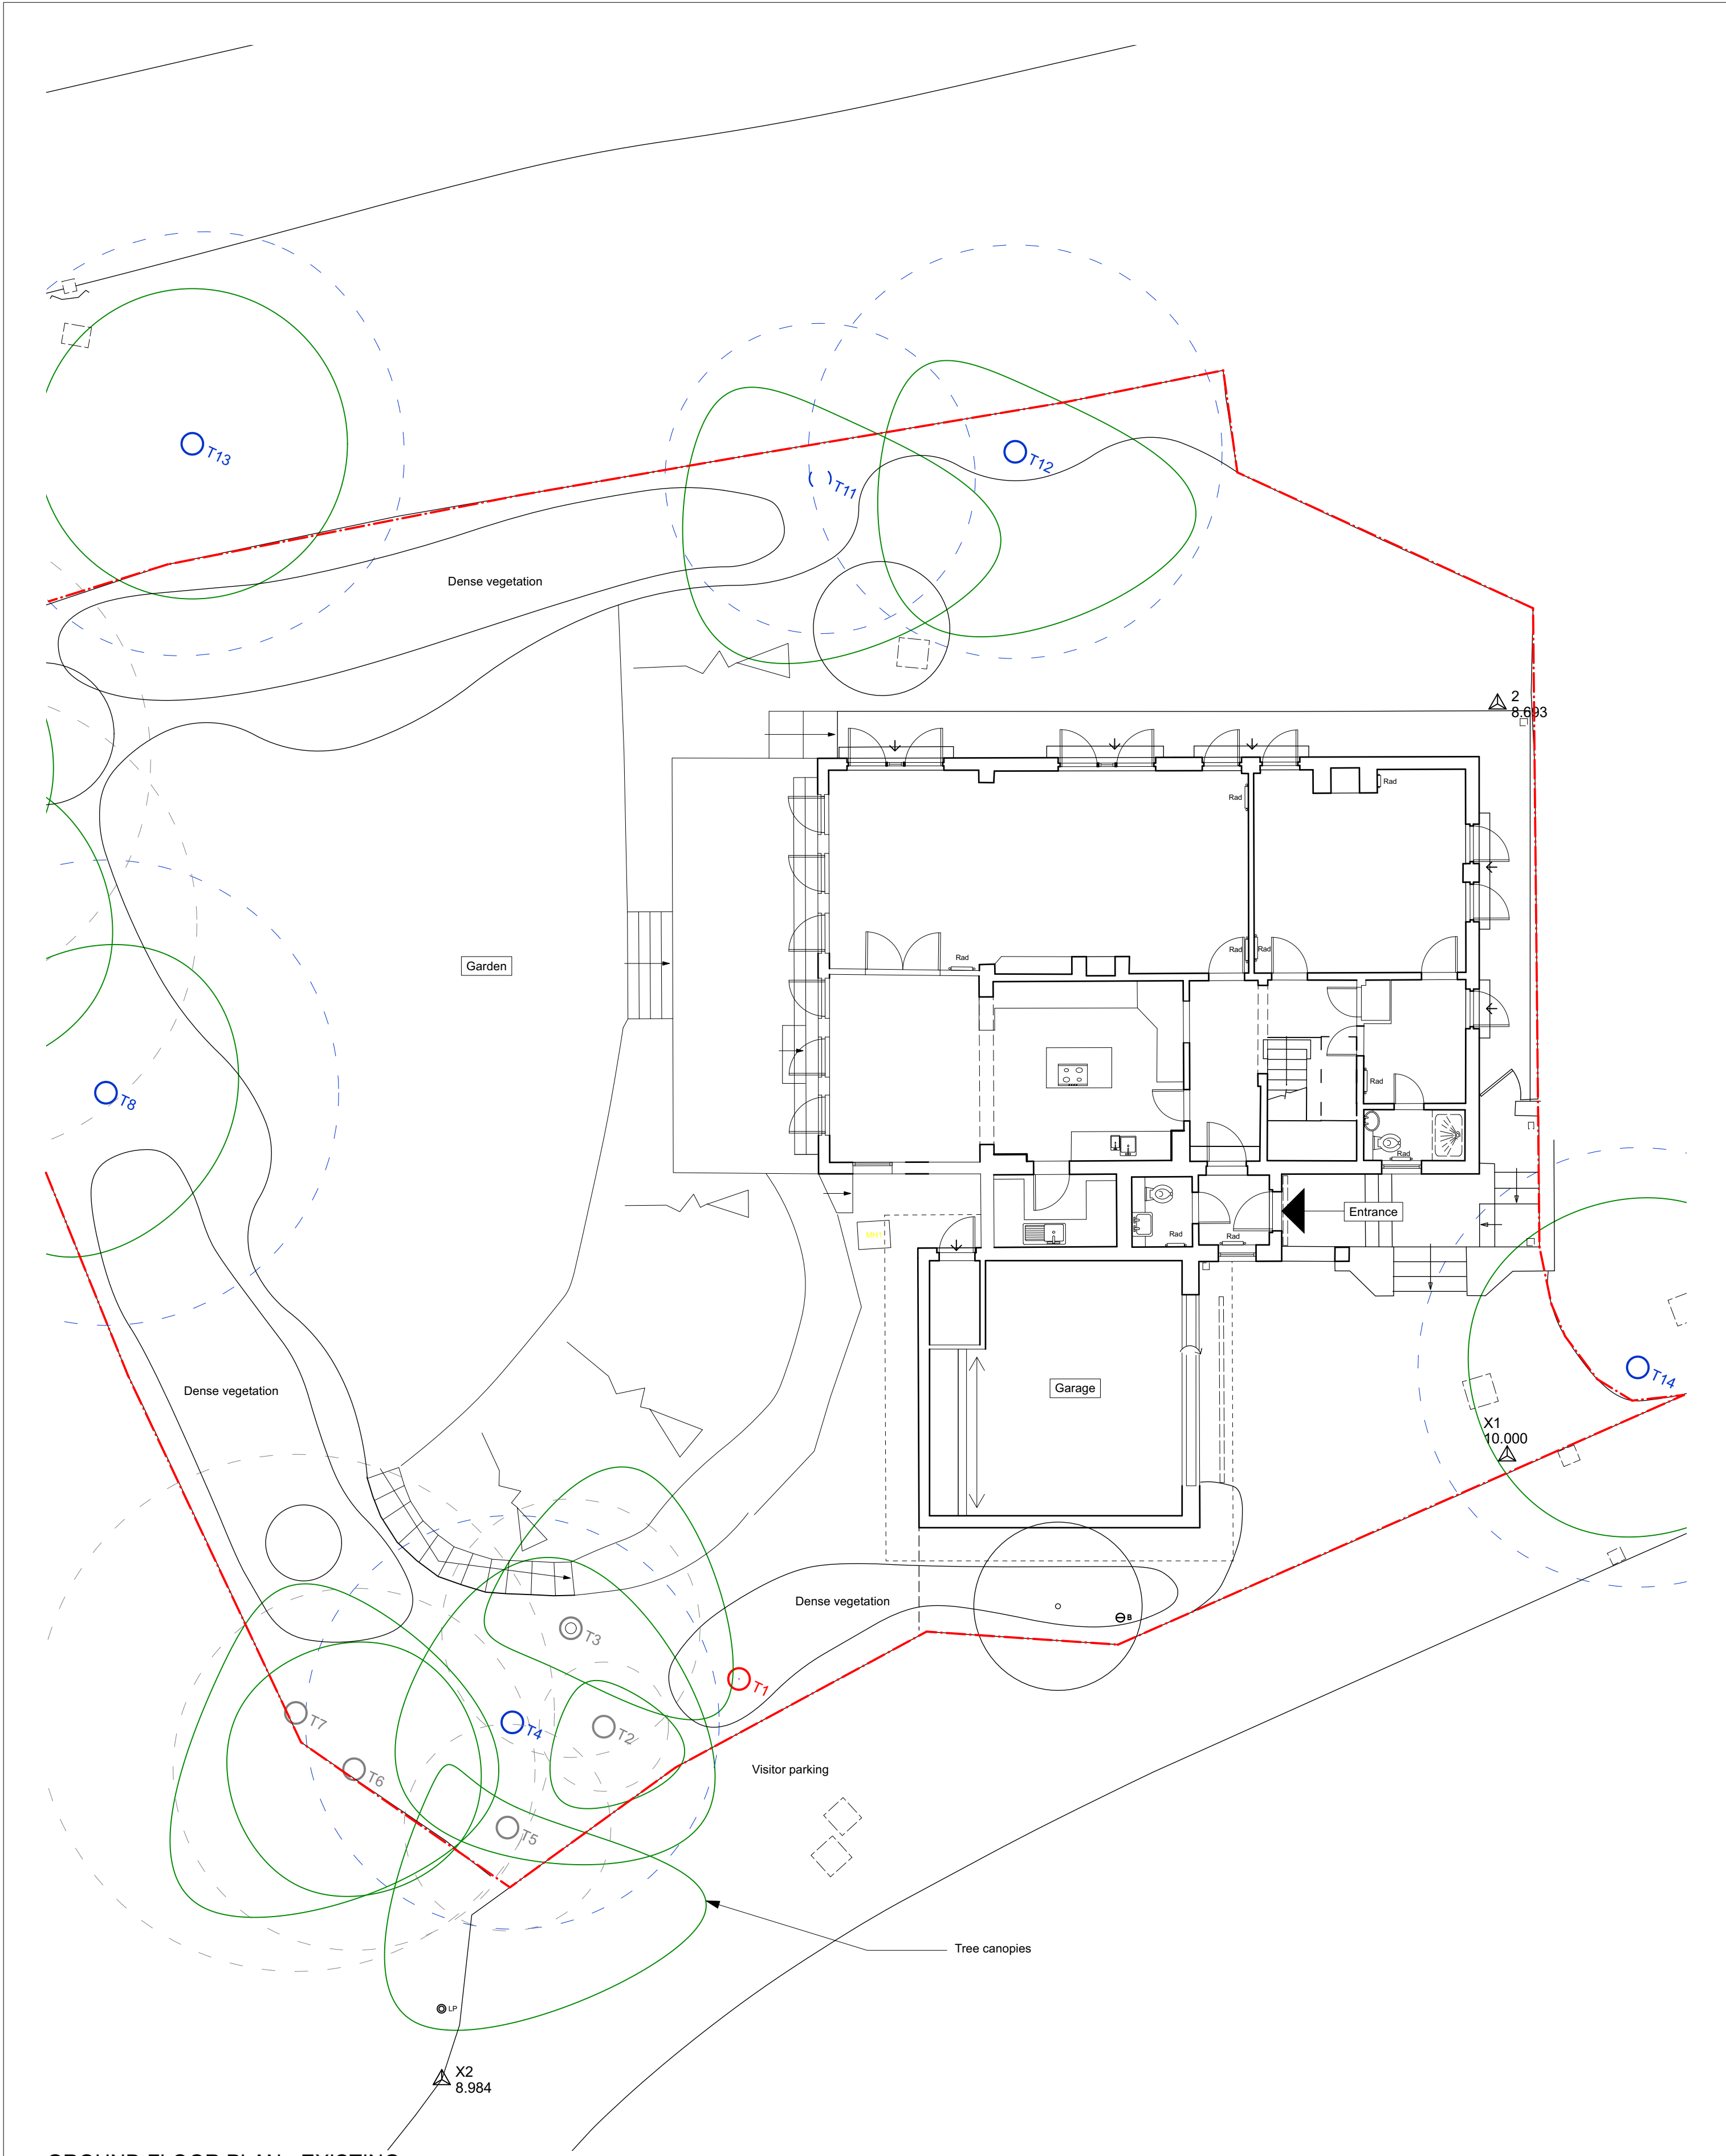 T13
T12
T11
Dense vegetation
2
8.693
Rad
Rad
Garden
Rad
Rad
Rad
Rad
T8
Rad
Entrance
Rad
Rad
T14
Dense vegetation
Garage
X1
10.000
Dense vegetation
B
T3
T1
T7
T4
T2
Visitor parking
T6
T5
Tree canopies
LP
X2
8.984